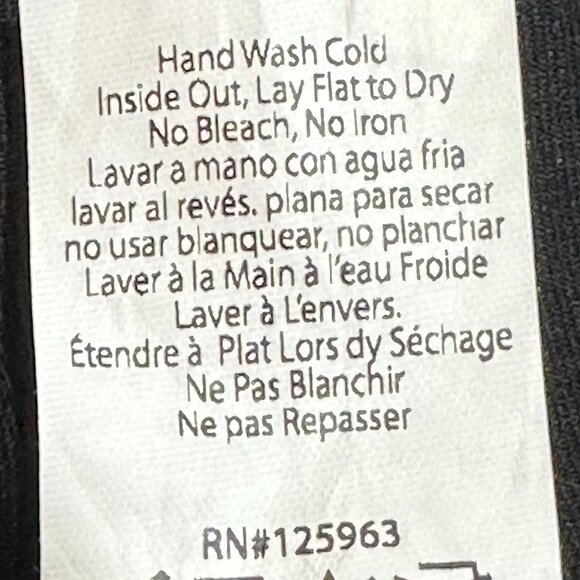 Hand Wash Cold
Inside Out, Lay Flat to Dry
No Bleach, No Iron
Lavar a mano con agua fria
lavar al revés. plana para secar
no usar blanquear, no planchar
Laver à la Main à l'eau Froide
Laver à L'envers.
Étendre à Plat Lors dy Séchage
Ne Pas Blanchir
Ne pas Repasser
RN#125963